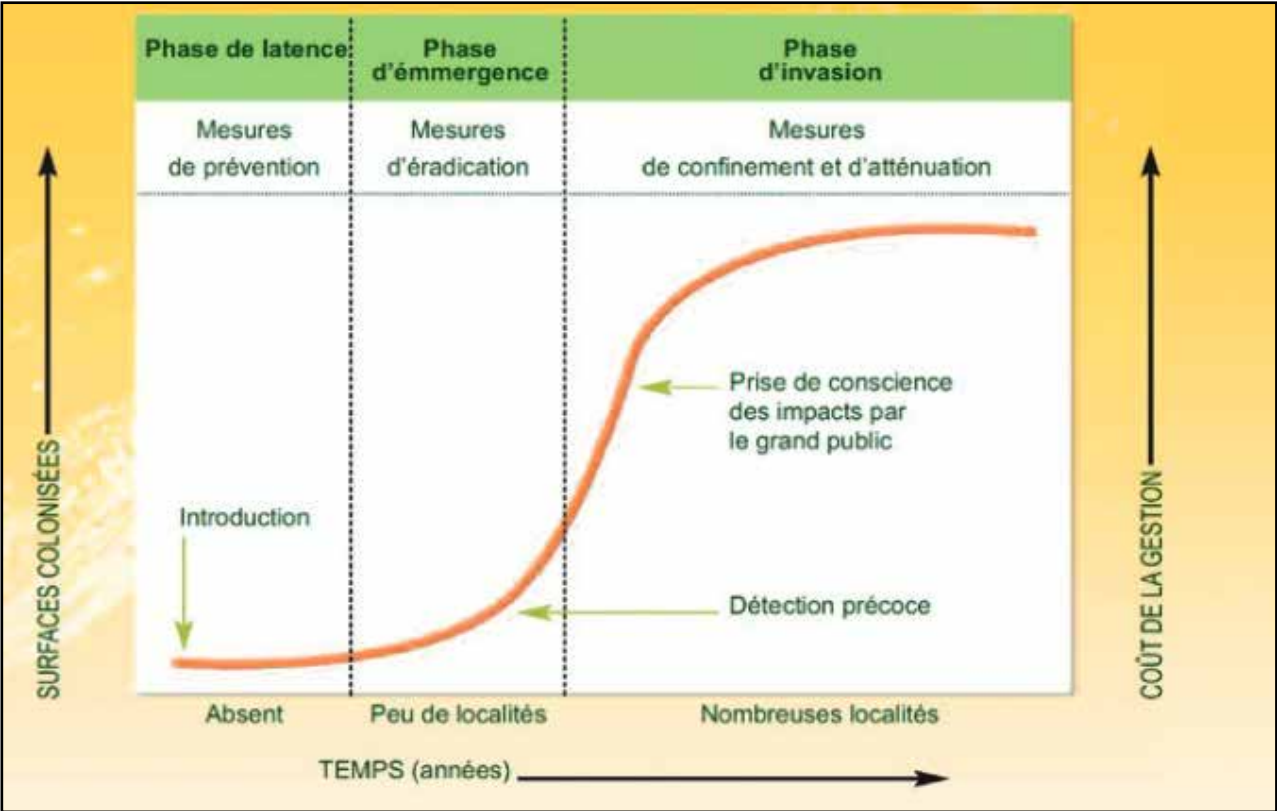 Phase de latence
Phase
d'émmergence
Phase
d'invasion
Mesures
de prévention
Mesures
d'éradication
Mesures
de confinement et d'atténuation
SURFACES COLONISÉES
COÛT DE LA GESTION
Prise de conscience
des impacts par
le grand public
Introduction
Détection précoce
Absent
Peu de localités
Nombreuses localités
TEMPS (années)